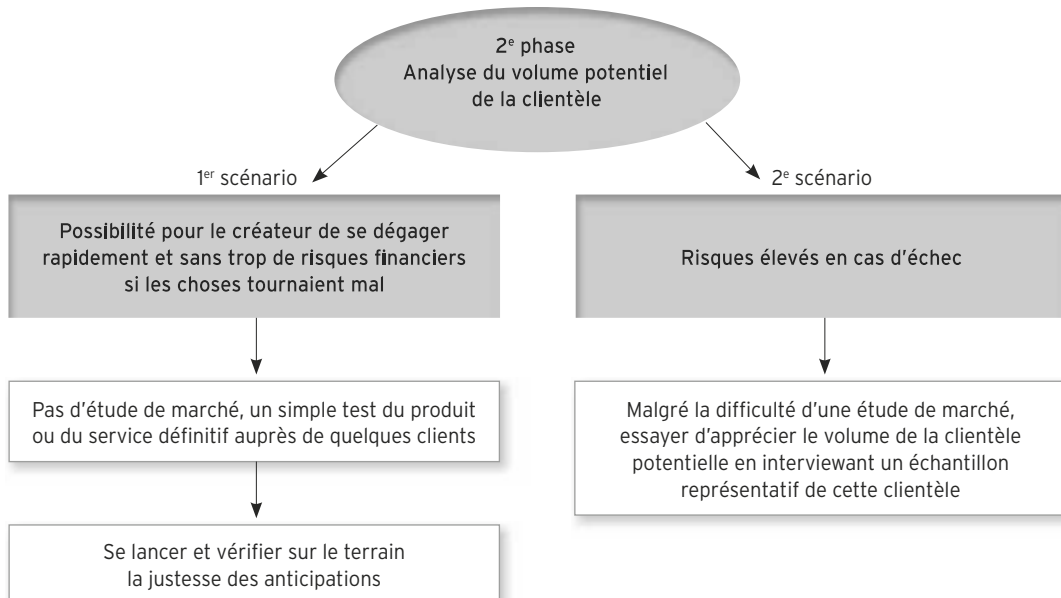 2e phase
Analyse du volume potentiel
de la clientèle
1er scénario
Possibilité pour le créateur de se dégager
rapidement et sans trop de risques financiers
si les choses tournaient mal
Pas d'étude de marché, un simple test du produit
ou du service définitif auprès de quelques clients
Se lancer et vérifier sur le terrain
la justesse des anticipations
2e scénario
Risques élevés en cas d'échec
Malgré la difficulté d'une étude de marché,
essayer d'apprécier le volume de la clientèle
potentielle en interviewant un échantillon
représentatif de cette clientèle